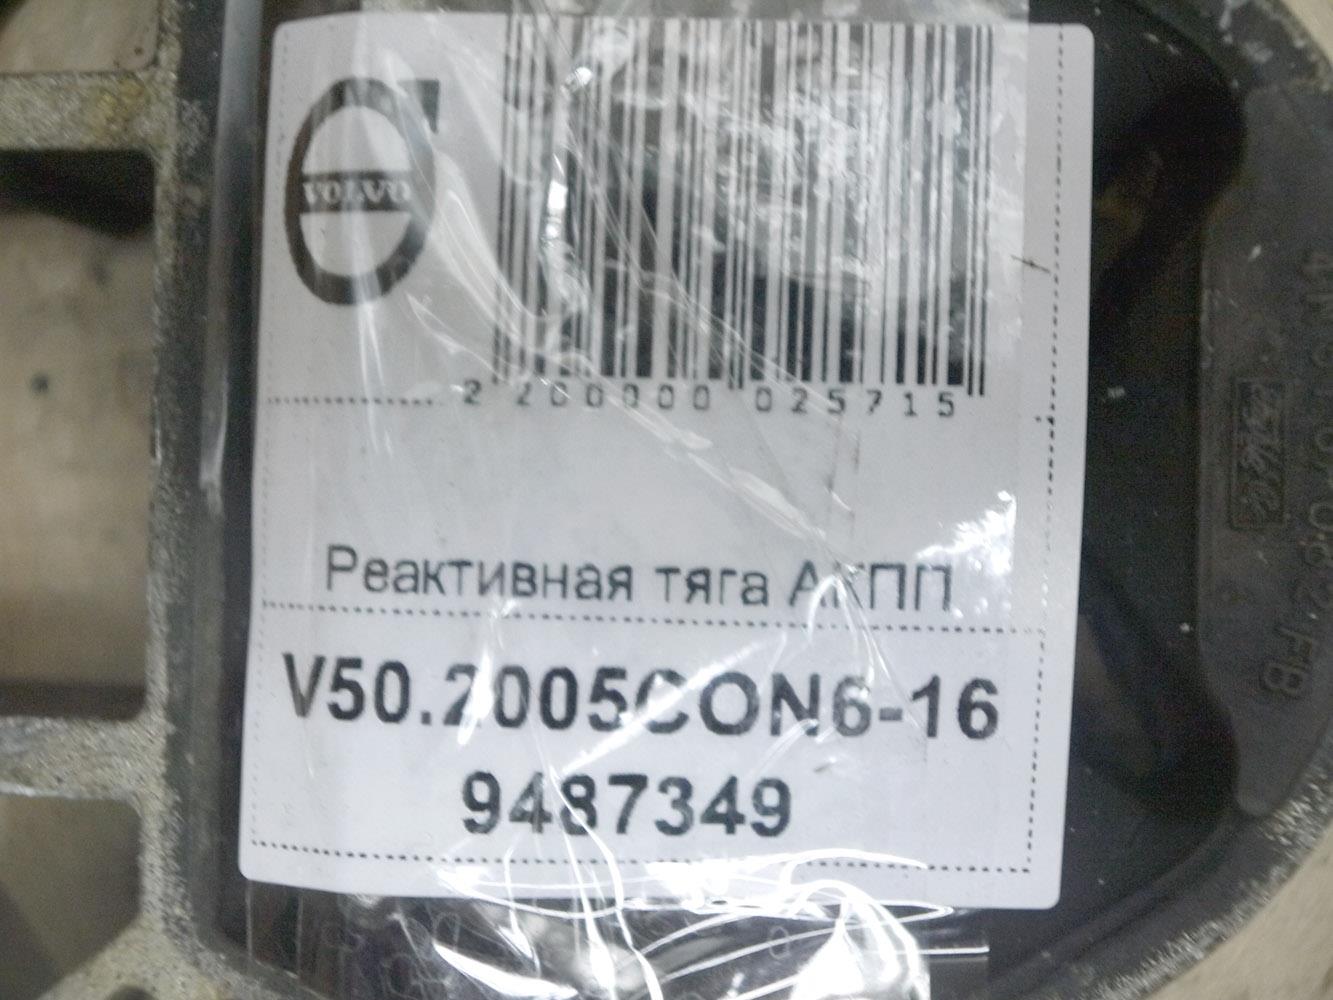 VOLVO
2 200000 025715
Реактивная тяга АКПП
V50.2005CON6-16
9487349